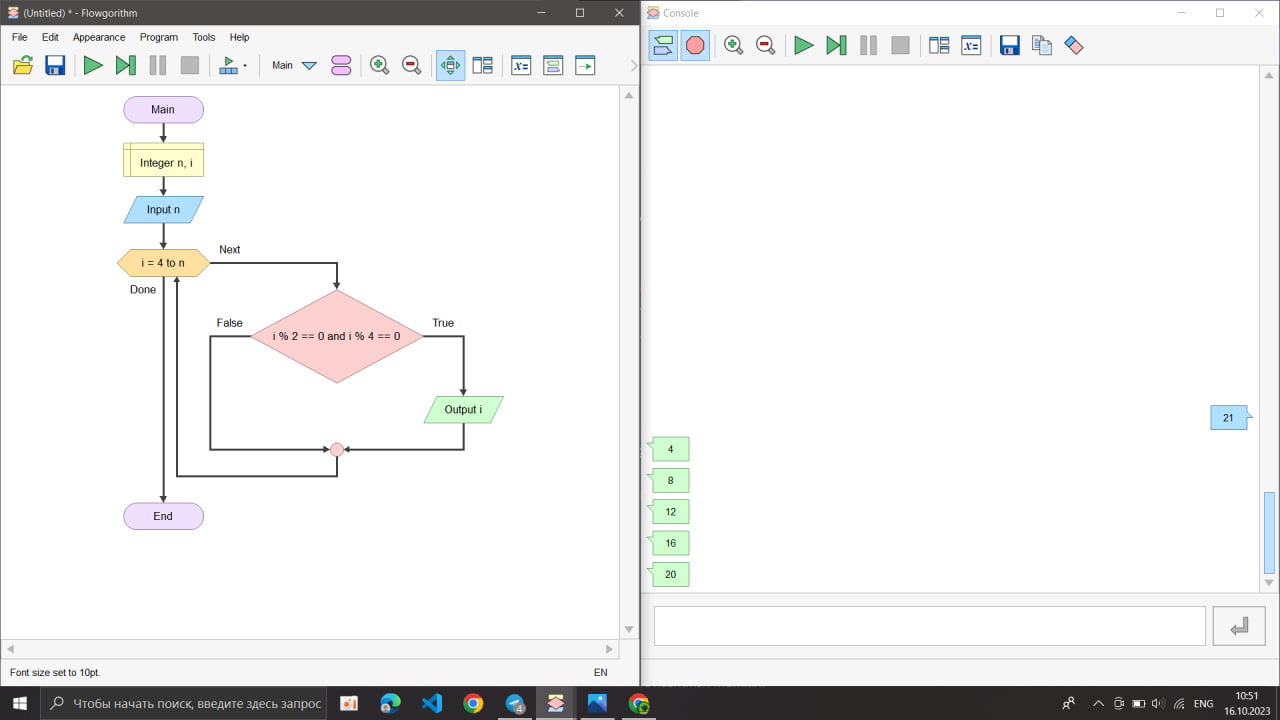 (Untitled) * - Flowgorithm
File Edit Appearance Program Tools Help
Main
Main
Integer n, i
Input n
i = 4 to n
Next
Done
False
i % 2 == 0 and i % 4 == 0
True
Output i
End
Font size set to 10pt.
EN
Console
21
4
8
12
16
20
Чтобы начать поиск, введите здесь запрос
4
ENG
10:51
16.10.2023